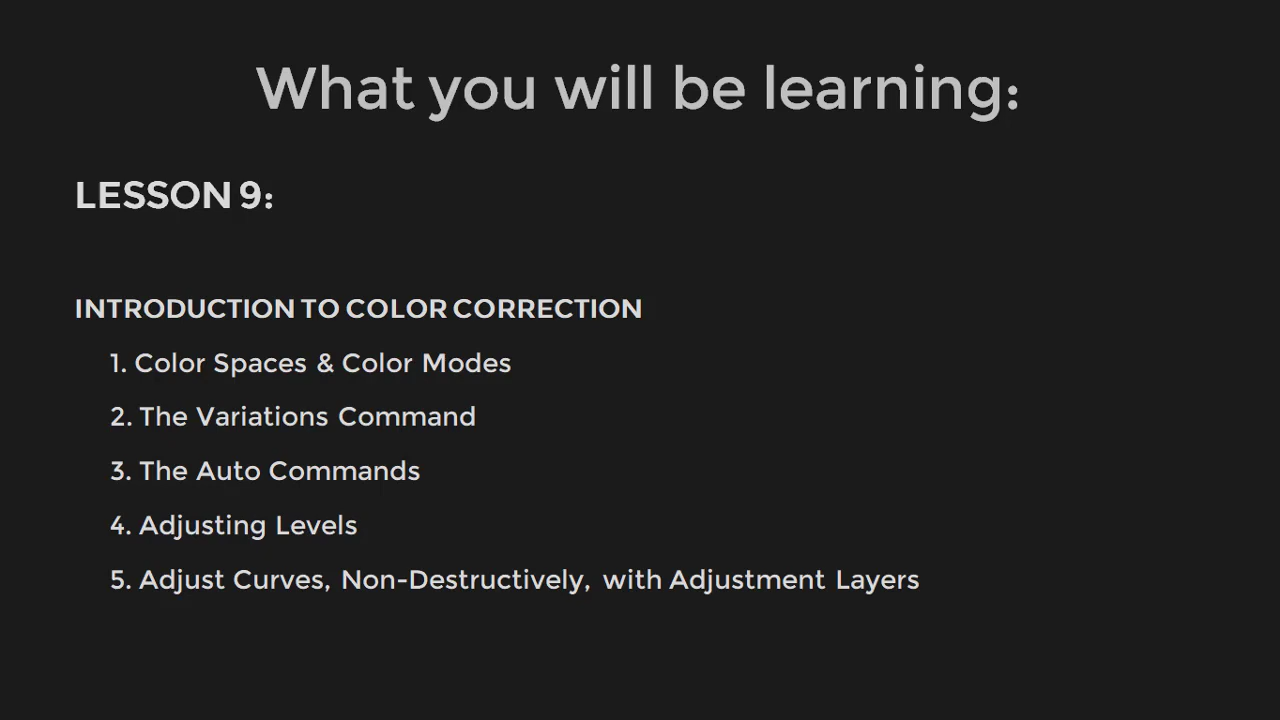 What you will be learning:
LESSON 9:
INTRODUCTION TO COLOR CORRECTION
1. Color Spaces & Color Modes
2. The Variations Command
3. The Auto Commands
4. Adjusting Levels
5. Adjust Curves, Non-Destructively, with Adjustment Layers